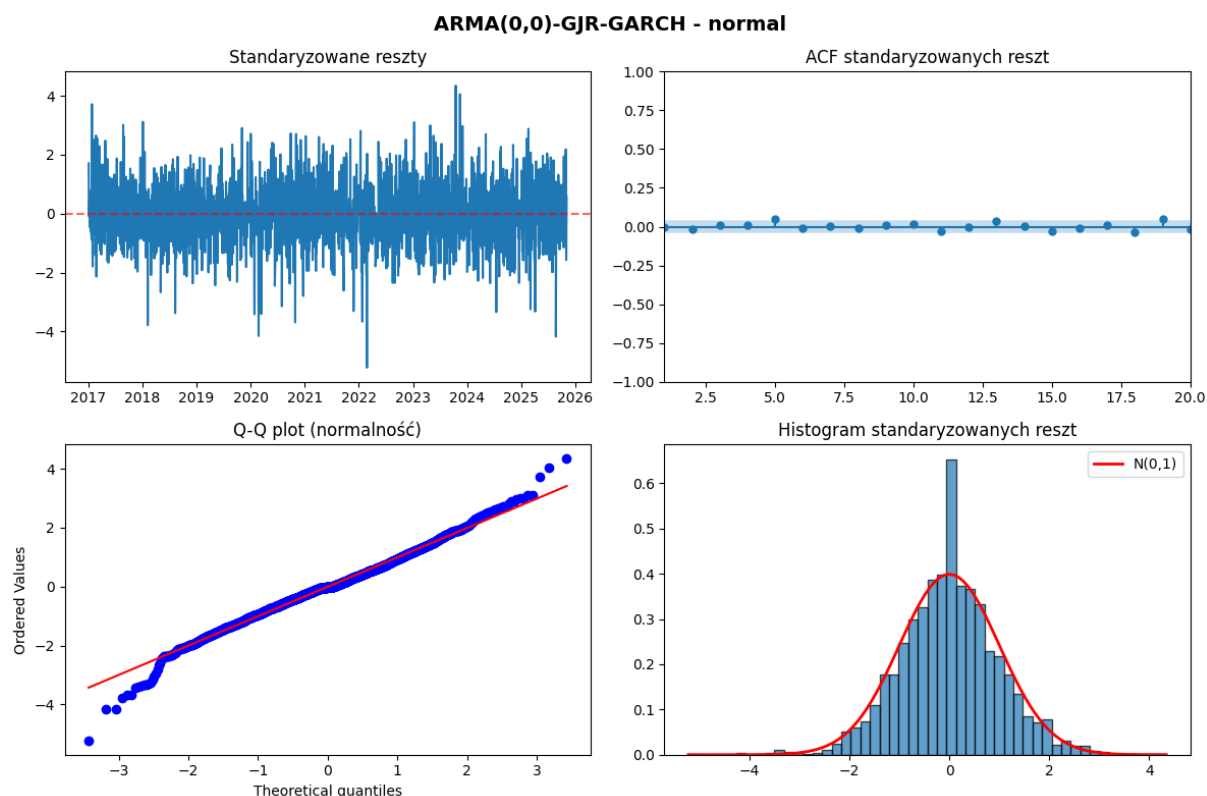 ARMA(0,0)-GJR-GARCH - normal
Standaryzowane reszty
4
2
0
−2
−4
2017 2018 2019 2020 2021 2022 2023 2024 2025 2026
ACF standaryzowanych reszt
1.00
0.75
0.50
0.25
0.00
−0.25
−0.50
−0.75
−1.00
2.5 5.0 7.5 10.0 12.5 15.0 17.5 20.0
Q-Q plot (normalność)
Ordered Values
4
2
0
−2
−4
−3 −2 −1 0 1 2 3
Theoretical quantiles
Histogram standaryzowanych reszt
N(0,1)
0.6
0.5
0.4
0.3
0.2
0.1
0.0
−4 −2 0 2 4